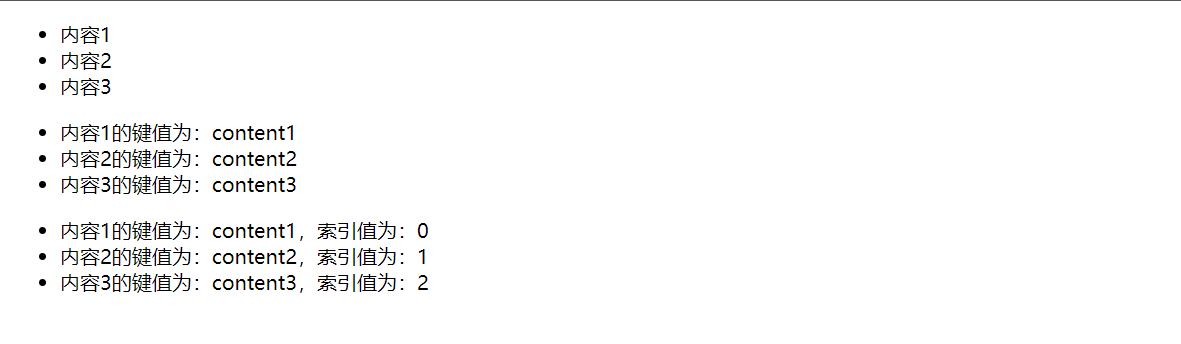 内容1
内容2
内容3
内容1的键值为：content1
内容2的键值为：content2
内容3的键值为：content3
内容1的键值为：content1，索引值为：0
内容2的键值为：content2，索引值为：1
内容3的键值为：content3，索引值为：2